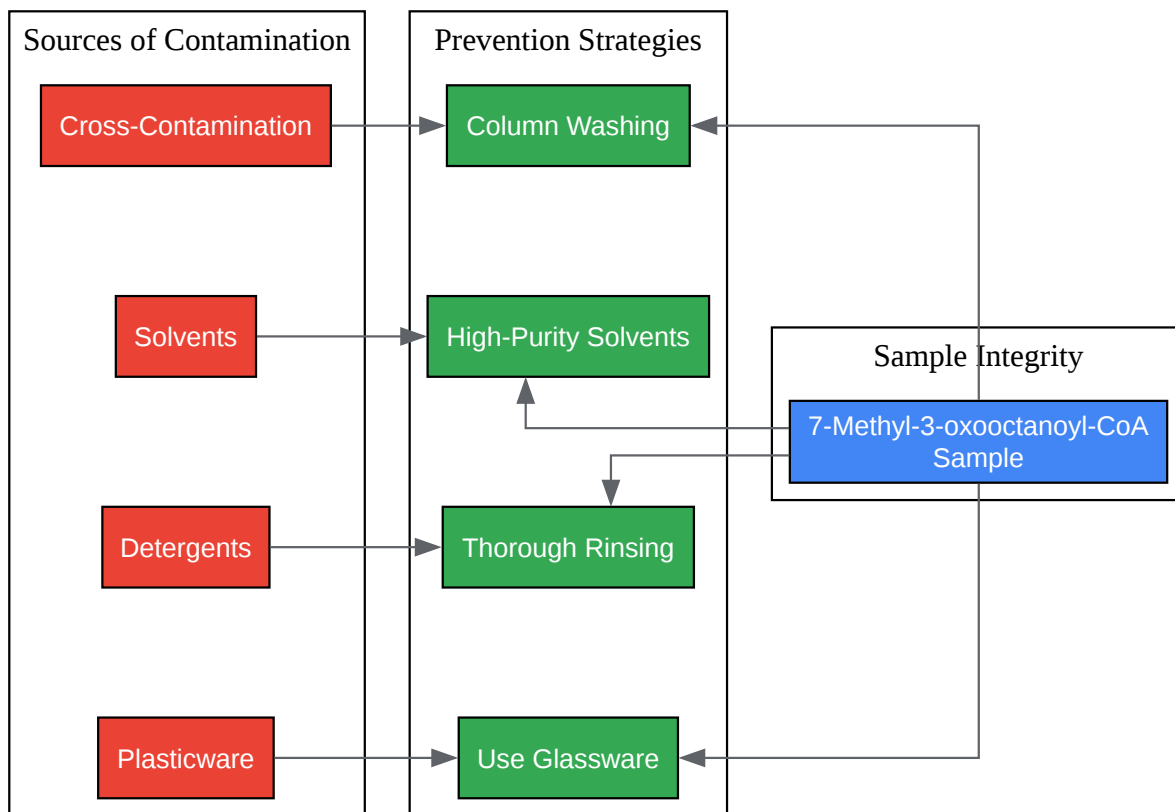 Sources of Contamination
Cross-Contamination
Solvents
Detergents
Plasticware
Prevention Strategies
Column Washing
High-Purity Solvents
Thorough Rinsing
Use Glassware
Sample Integrity
7-Methyl-3-oxooctanoyl-CoA
Sample